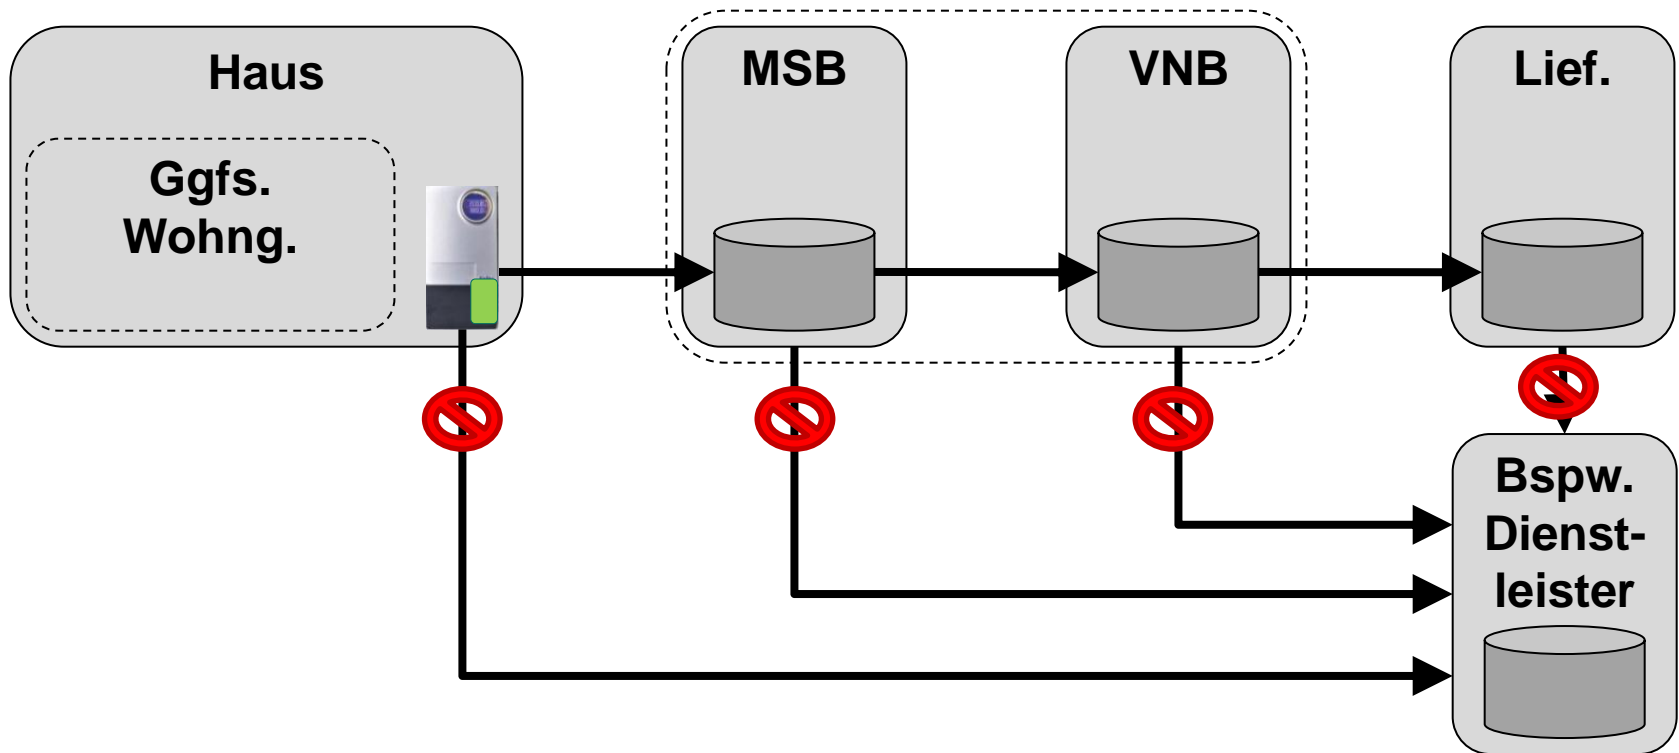 Haus
Ggfs.
Wohng.
MSB
VNB
Lief.
Bspw.
Dienst-
leister